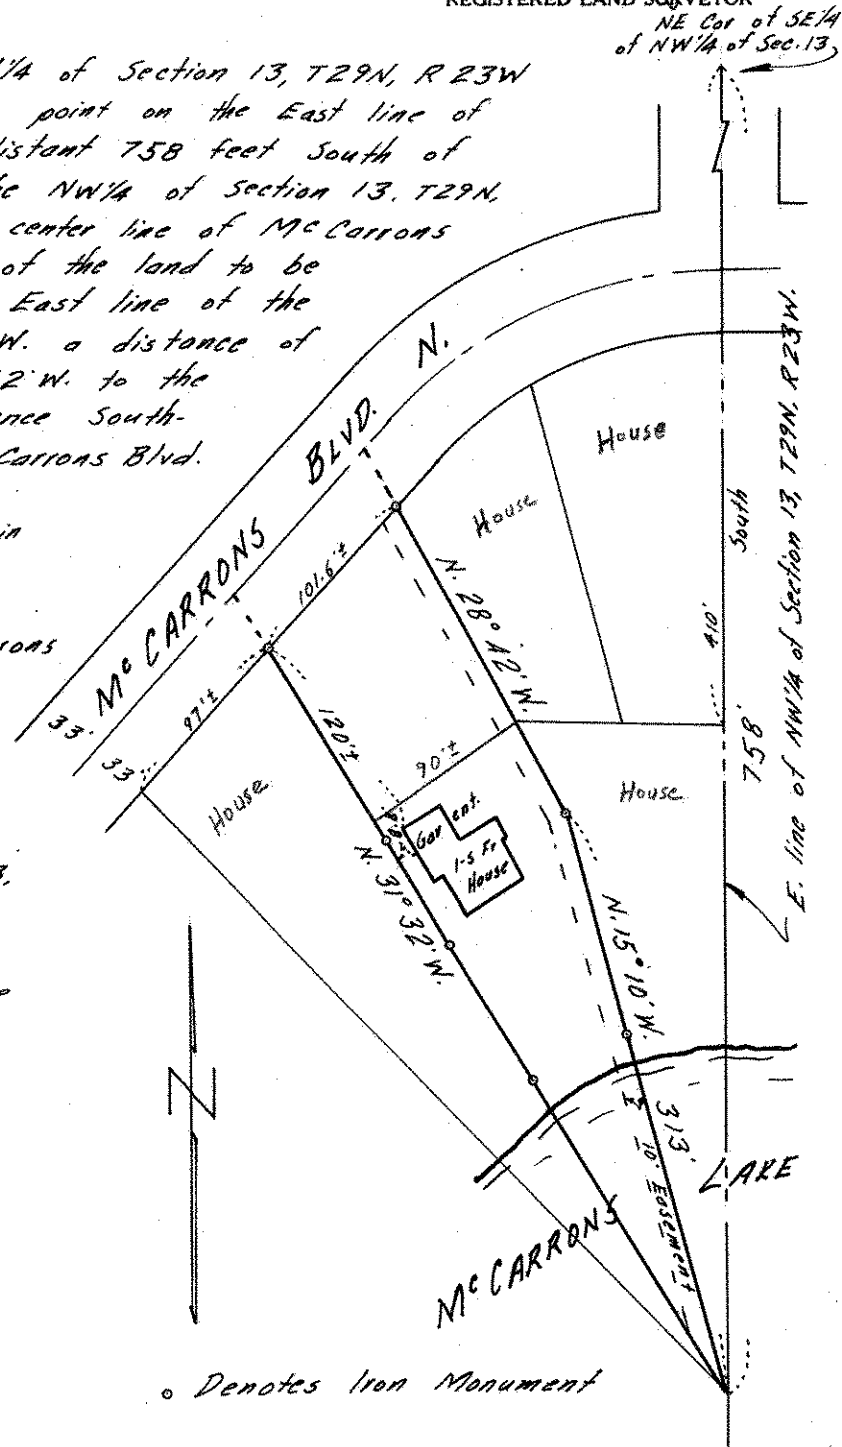 REGISTERED LAND SURVEYOR
NE Cor of SE1/4
of NW1/4 of Sec. 13,
1/4 of Section 13, T29N, R 23W
point on the East line of
distant 758 feet South of
NW1/4 of Section 13, T29N,
center line of McCarrons
of the land to be
East line of the
W. a distance of
2' W. to the
South-
Carrons Blvd.
in
McCARRONS BLVD. N.
33'
33
97'±
101.6'±
House
House
N. 28° 42' W.
South
410'
758'
E. line of NW1/4 of Section 13, T29N, R23W.
120'±
90'±
House
House
Gar ent.
1-S Fr.
House
N. 31° 32' W.
N. 15° 10' W.
313'
10' Easement
McCARRONS LAKE
Denotes Iron Monument